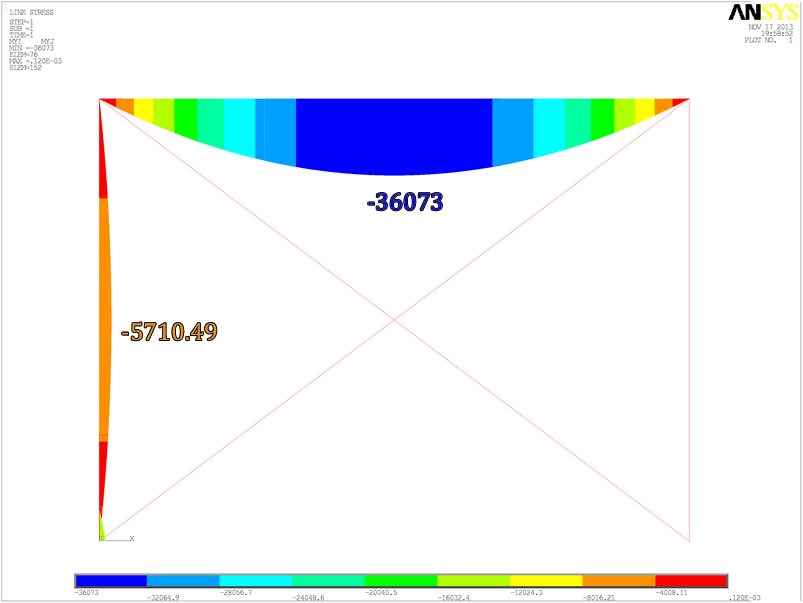 1
LINE STRESS
STEP=1
SUB =1
TIME=1
MYI MYJ
MIN =-36073
ELEM=76
MAX =.120E-03
ELEM=152
ANSYS
NOV 17 2013
19:58:52
PLOT NO. 1
-36073
-5710.49
X
-36073 -32064.9 -28056.7 -24048.6 -20040.5 -16032.4 -12024.3 -8016.21 -4008.11 .120E-03